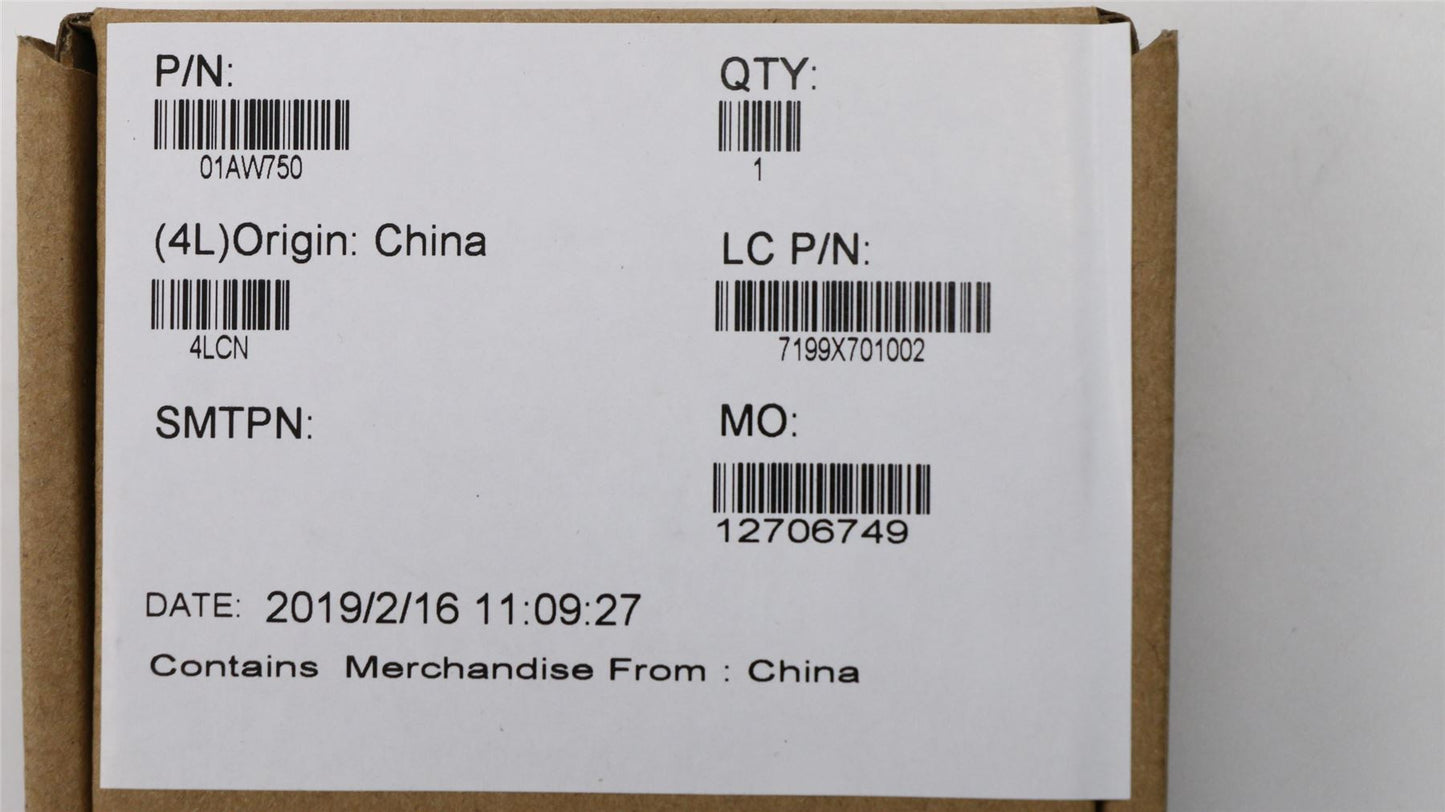 P/N:
01AW750
QTY:
1
(4L)Origin: China
4LCN
LC P/N:
7199X701002
SMTPN:
MO:
12706749
DATE: 2019/2/16 11:09:27
Contains Merchandise From : China